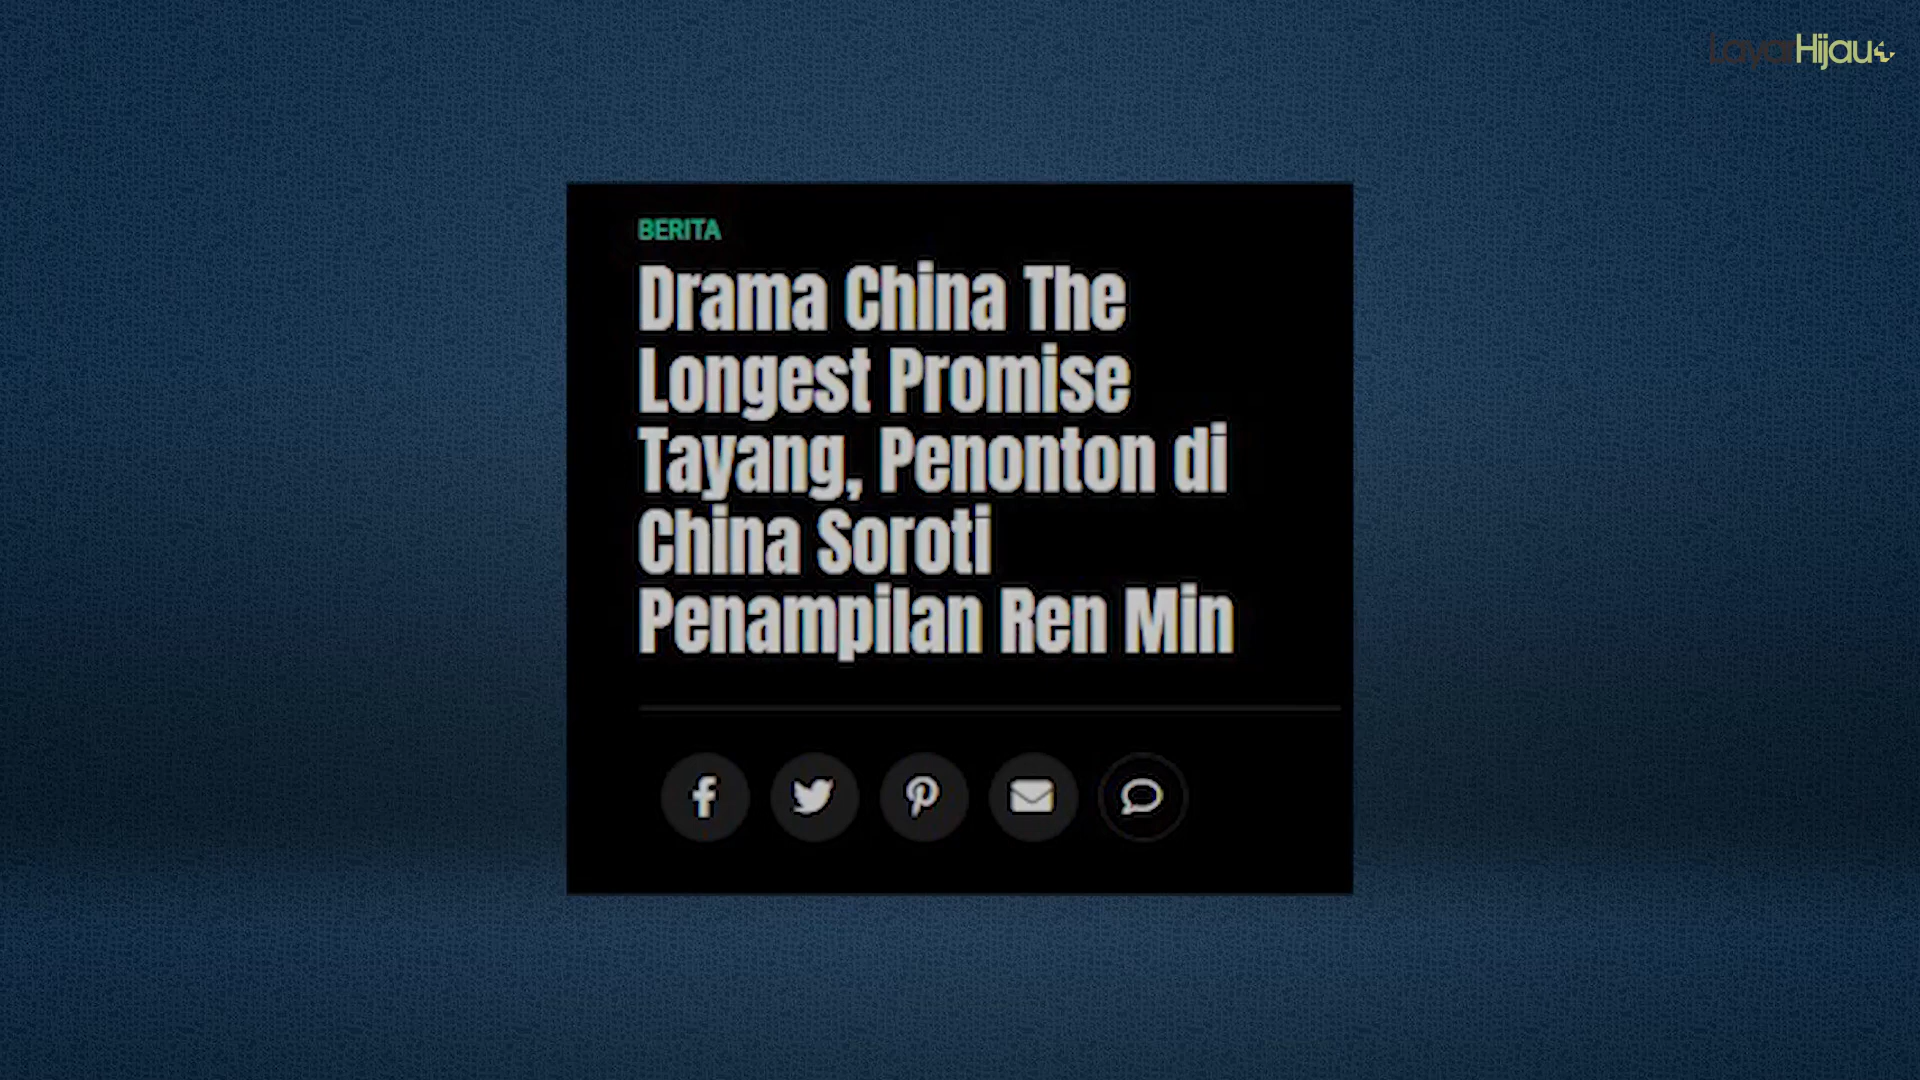 LayarHijau
BERITA
Drama China The
Longest Promise
Tayang, Penonton di
China Soroti
Penampilan Ren Min